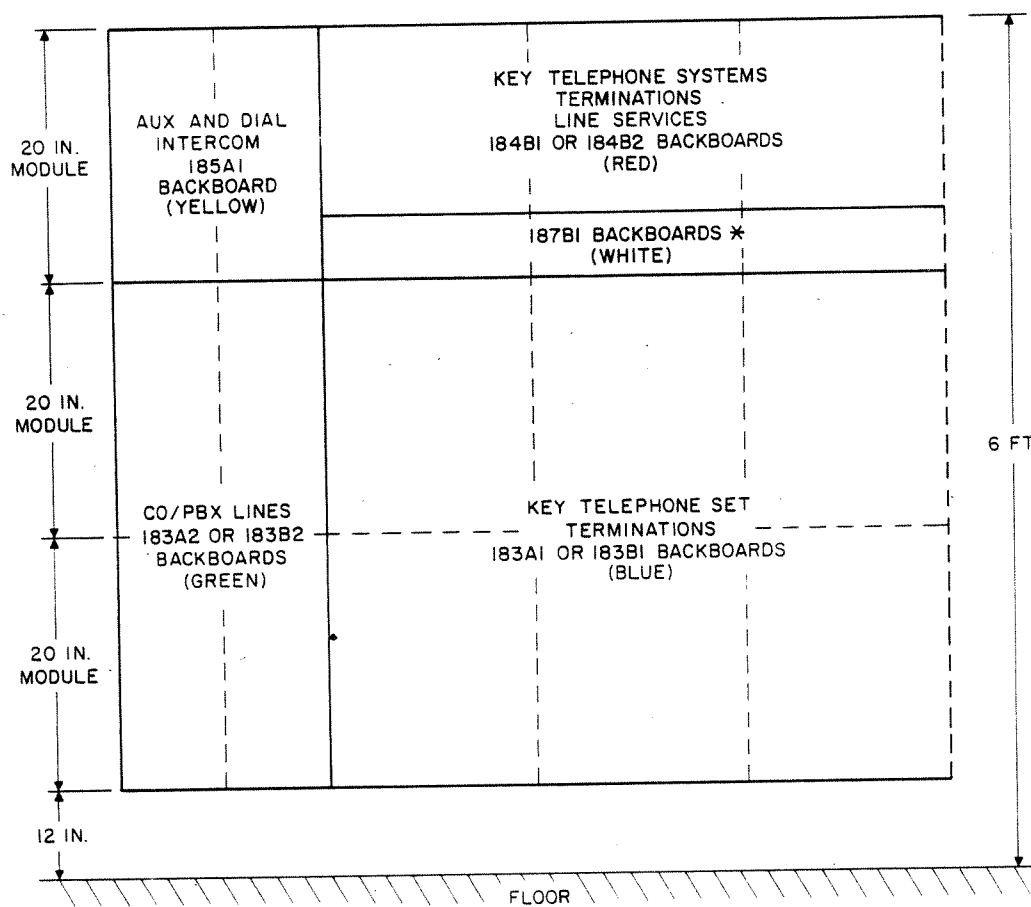 20 IN.
MODULE
AUX AND DIAL
INTERCOM
185A1
BACKBOARD
(YELLOW)
KEY TELEPHONE SYSTEMS
TERMINATIONS
LINE SERVICES
184B1 OR 184B2 BACKBOARDS
(RED)
187B1 BACKBOARDS *
(WHITE)
20 IN.
MODULE
6 FT
CO/PBX LINES
183A2 OR 183B2
BACKBOARDS
(GREEN)
KEY TELEPHONE SET
TERMINATIONS
183A1 OR 183B1 BACKBOARDS
(BLUE)
20 IN.
MODULE
12 IN.
FLOOR